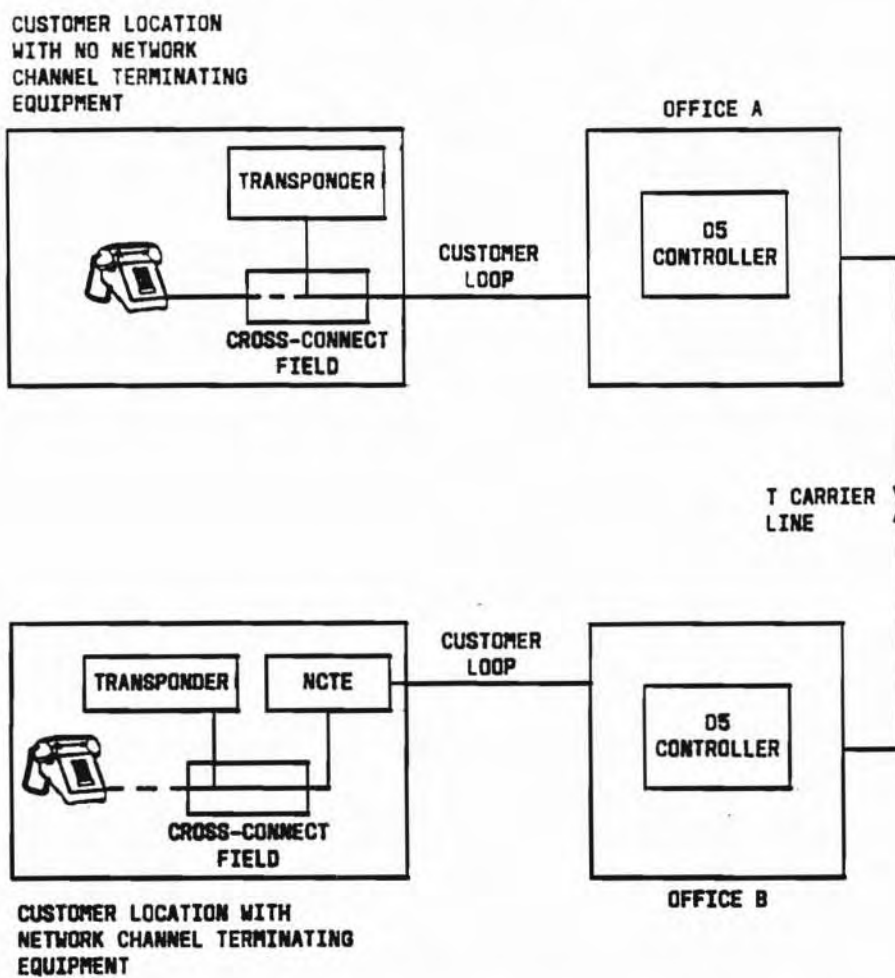 CUSTOMER LOCATION
WITH NO NETWORK
CHANNEL TERMINATING
EQUIPMENT
OFFICE A
TRANSPONDER
D5
CONTROLLER
CUSTOMER
LOOP
CROSS-CONNECT
FIELD
T CARRIER
LINE
CUSTOMER
LOOP
TRANSPONDER
NCTE
D5
CONTROLLER
CROSS-CONNECT
FIELD
OFFICE B
CUSTOMER LOCATION WITH
NETWORK CHANNEL TERMINATING
EQUIPMENT